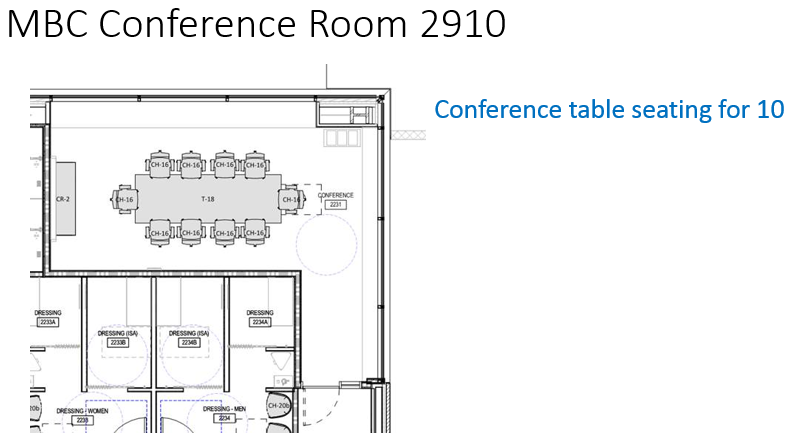 MBC Conference Room 2910
Conference table seating for 10
CH-16 CH-16 CH-16 CH-16
CR-2
CH-16 T-18 CH-16
CONFERENCE
2231
CH-16 CH-16 CH-16 CH-16
DRESSING
2233A
DRESSING (ISA)
2233B
DRESSING (ISA)
2234B
DRESSING
2234A
20b
DRESSING - WOMEN
2233
DRESSING - MEN
2234
CH-20b